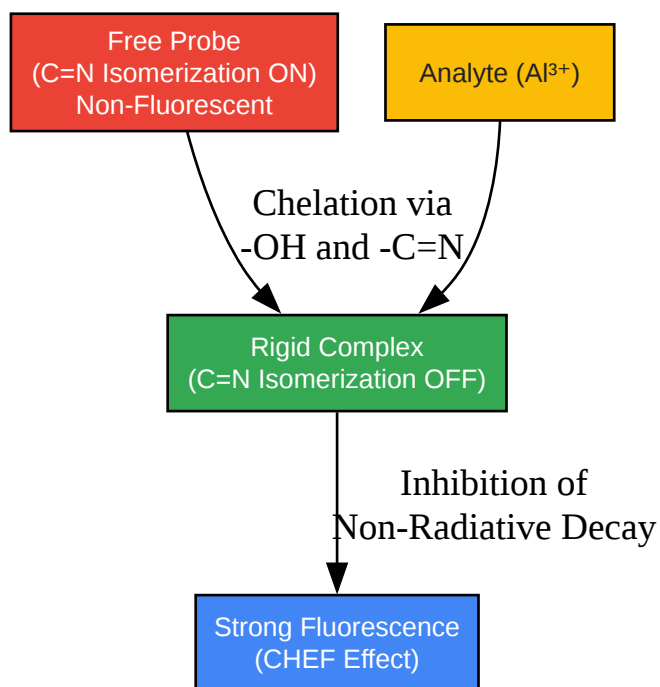 Free Probe
(C=N Isomerization ON)
Non-Fluorescent
Analyte (Al³⁺)
Chelation via
-OH and -C=N
Rigid Complex
(C=N Isomerization OFF)
Inhibition of
Non-Radiative Decay
Strong Fluorescence
(CHEF Effect)